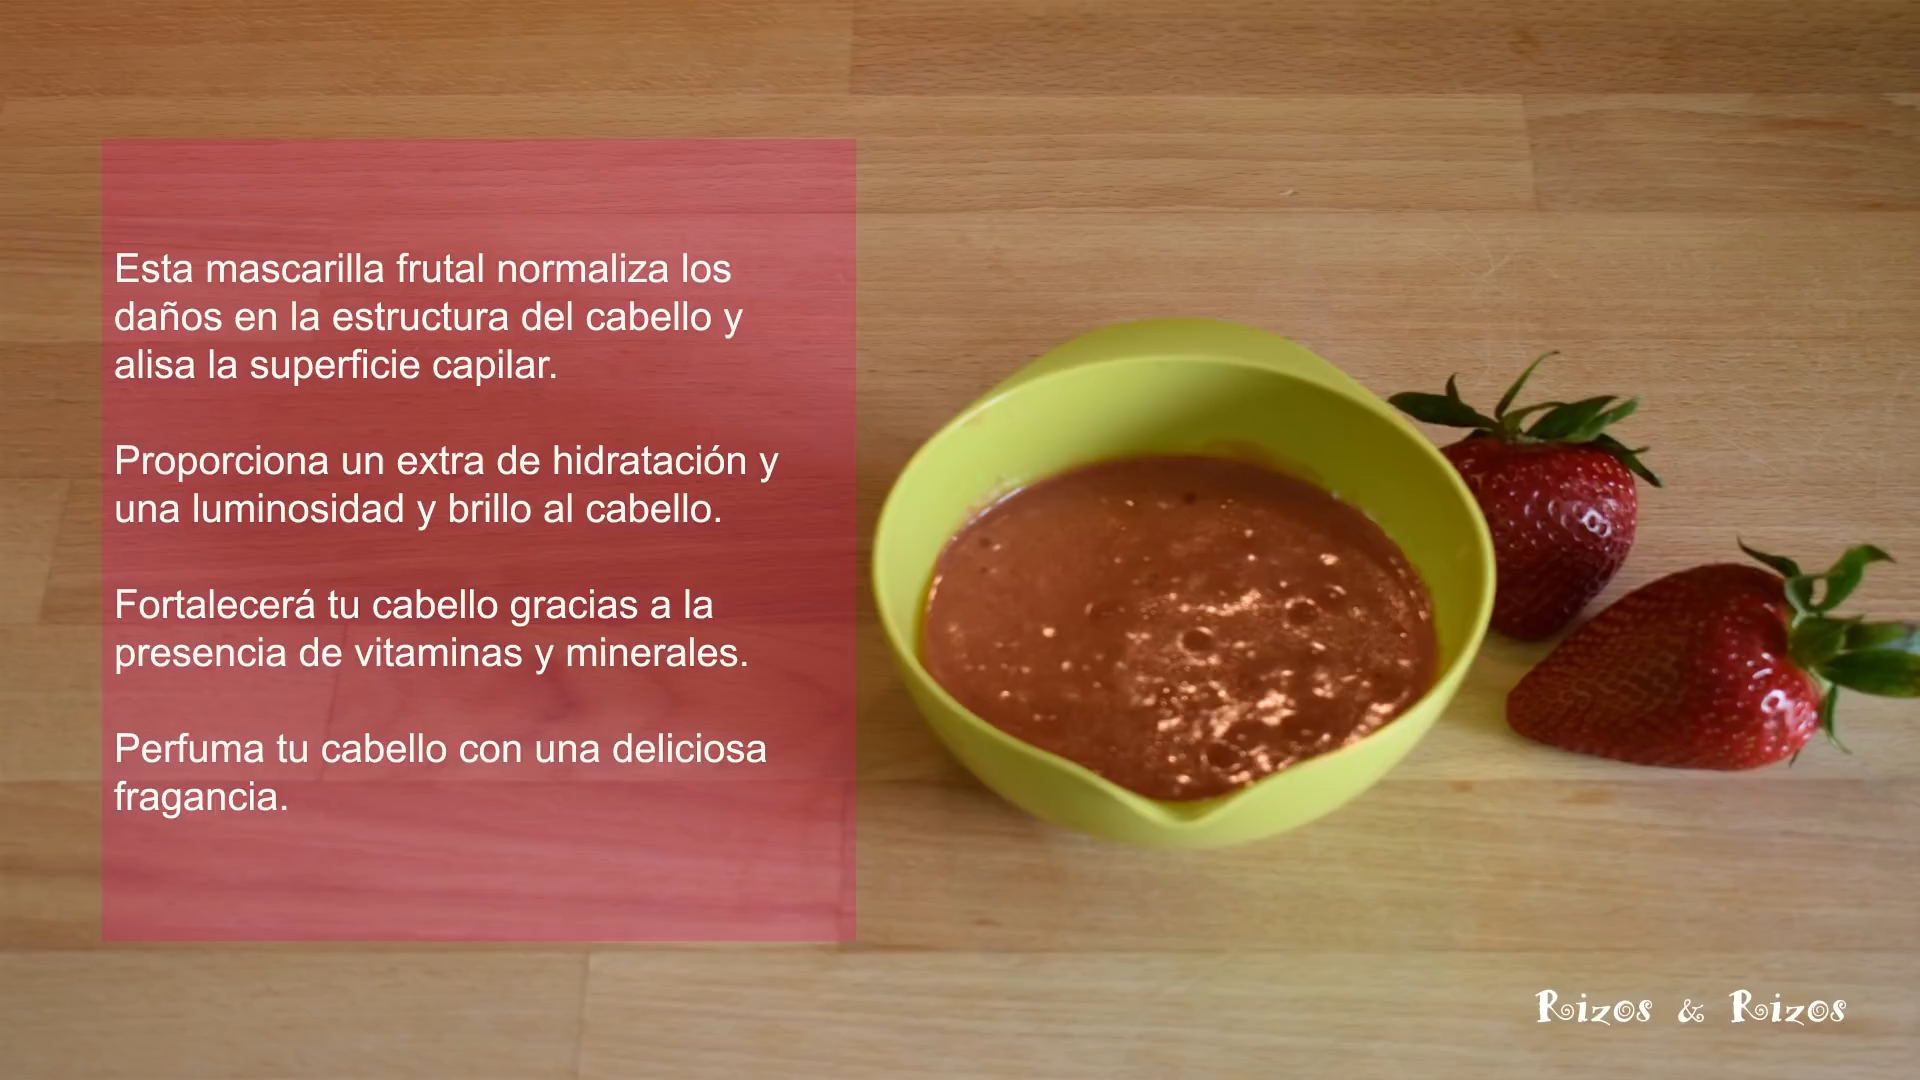 Esta mascarilla frutal normaliza los
daños en la estructura del cabello y
alisa la superficie capilar.
Proporciona un extra de hidratación y
una luminosidad y brillo al cabello.
Fortalecerá tu cabello gracias a la
presencia de vitaminas y minerales.
Perfuma tu cabello con una deliciosa
fragancia.
Rizos & Rizos